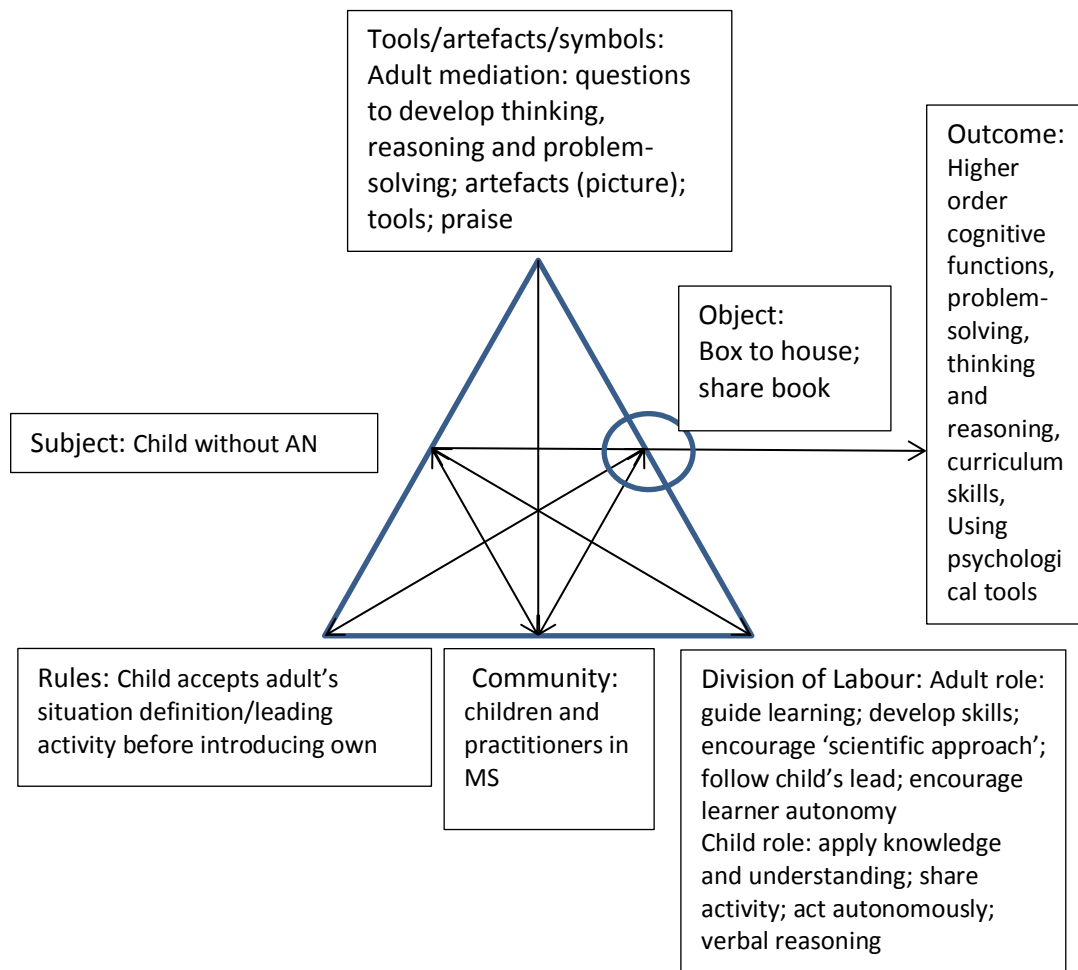 Tools/artefacts/symbols:
Adult mediation: questions
to develop thinking,
reasoning and problem-
solving; artefacts (picture);
tools; praise
Outcome:
Higher
order
cognitive
functions,
problem-
solving,
thinking
and
reasoning,
curriculum
skills,
Using
psychologi
cal tools
Object:
Box to house;
share book
Subject: Child without AN
Rules: Child accepts adult’s
situation definition/leading
activity before introducing own
Community:
children and
practitioners in
MS
Division of Labour: Adult role:
guide learning; develop skills;
encourage ‘scientific approach’;
follow child’s lead; encourage
learner autonomy
Child role: apply knowledge
and understanding; share
activity; act autonomously;
verbal reasoning